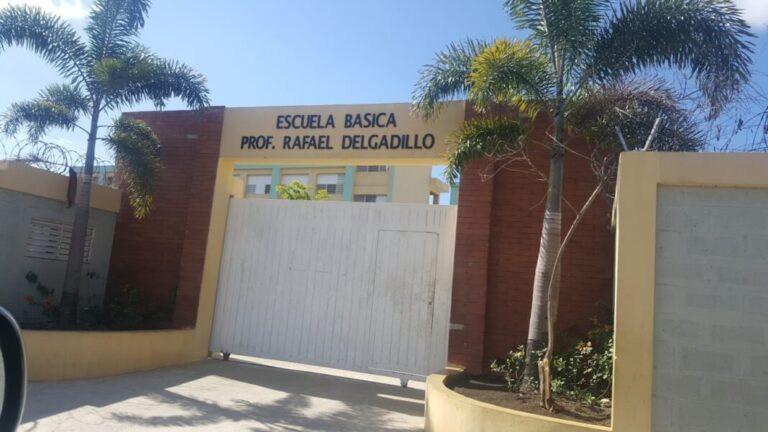 ESCUELA BASICA
PROF. RAFAEL DELGADILLO